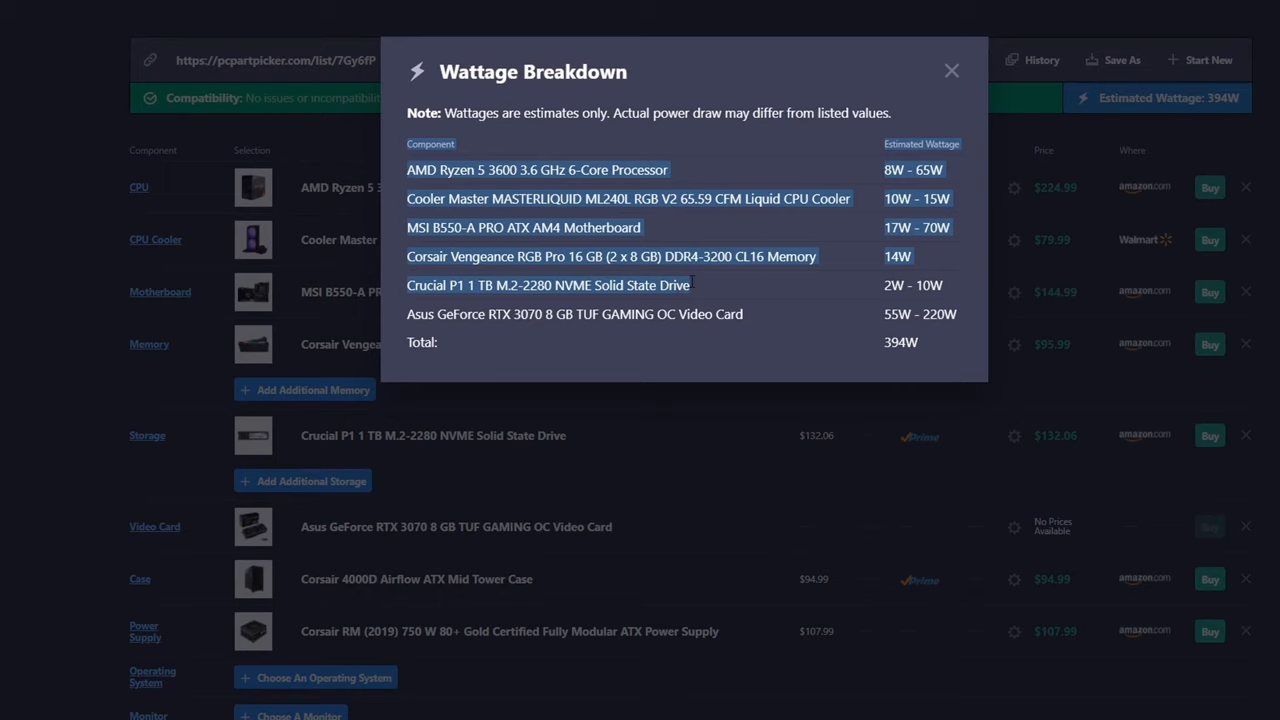 https://pcpartpicker.com/list/7Gy6fP
History
Save As
Start New
Compatibility: No issues or incompatibili
Estimated Wattage: 394W
Wattage Breakdown
Note: Wattages are estimates only. Actual power draw may differ from listed values.
Component Estimated Wattage
AMD Ryzen 5 3600 3.6 GHz 6-Core Processor 8W - 65W
Cooler Master MASTERLIQUID ML240L RGB V2 65.59 CFM Liquid CPU Cooler 10W - 15W
MSI B550-A PRO ATX AM4 Motherboard 17W - 70W
Corsair Vengeance RGB Pro 16 GB (2 x 8 GB) DDR4-3200 CL16 Memory 14W
Crucial P1 1 TB M.2-2280 NVME Solid State Drive 2W - 10W
Asus GeForce RTX 3070 8 GB TUF GAMING OC Video Card 55W - 220W
Total: 394W
Component Selection Price Where
CPU AMD Ryzen 5 3 $224.99 amazon.com Buy
CPU Cooler Cooler Master $79.99 Walmart Buy
Motherboard MSI B550-A PR $144.99 amazon.com Buy
Memory Corsair Vengea $95.99 amazon.com Buy
+ Add Additional Memory
Storage Crucial P1 1 TB M.2-2280 NVME Solid State Drive $132.06 Prime $132.06 amazon.com Buy
+ Add Additional Storage
Video Card Asus GeForce RTX 3070 8 GB TUF GAMING OC Video Card No Prices Available Buy
Case Corsair 4000D Airflow ATX Mid Tower Case $94.99 Prime $94.99 amazon.com Buy
Power Supply Corsair RM (2019) 750 W 80+ Gold Certified Fully Modular ATX Power Supply $107.99 $107.99 amazon.com Buy
Operating System + Choose An Operating System
Monitor + Choose A Monitor